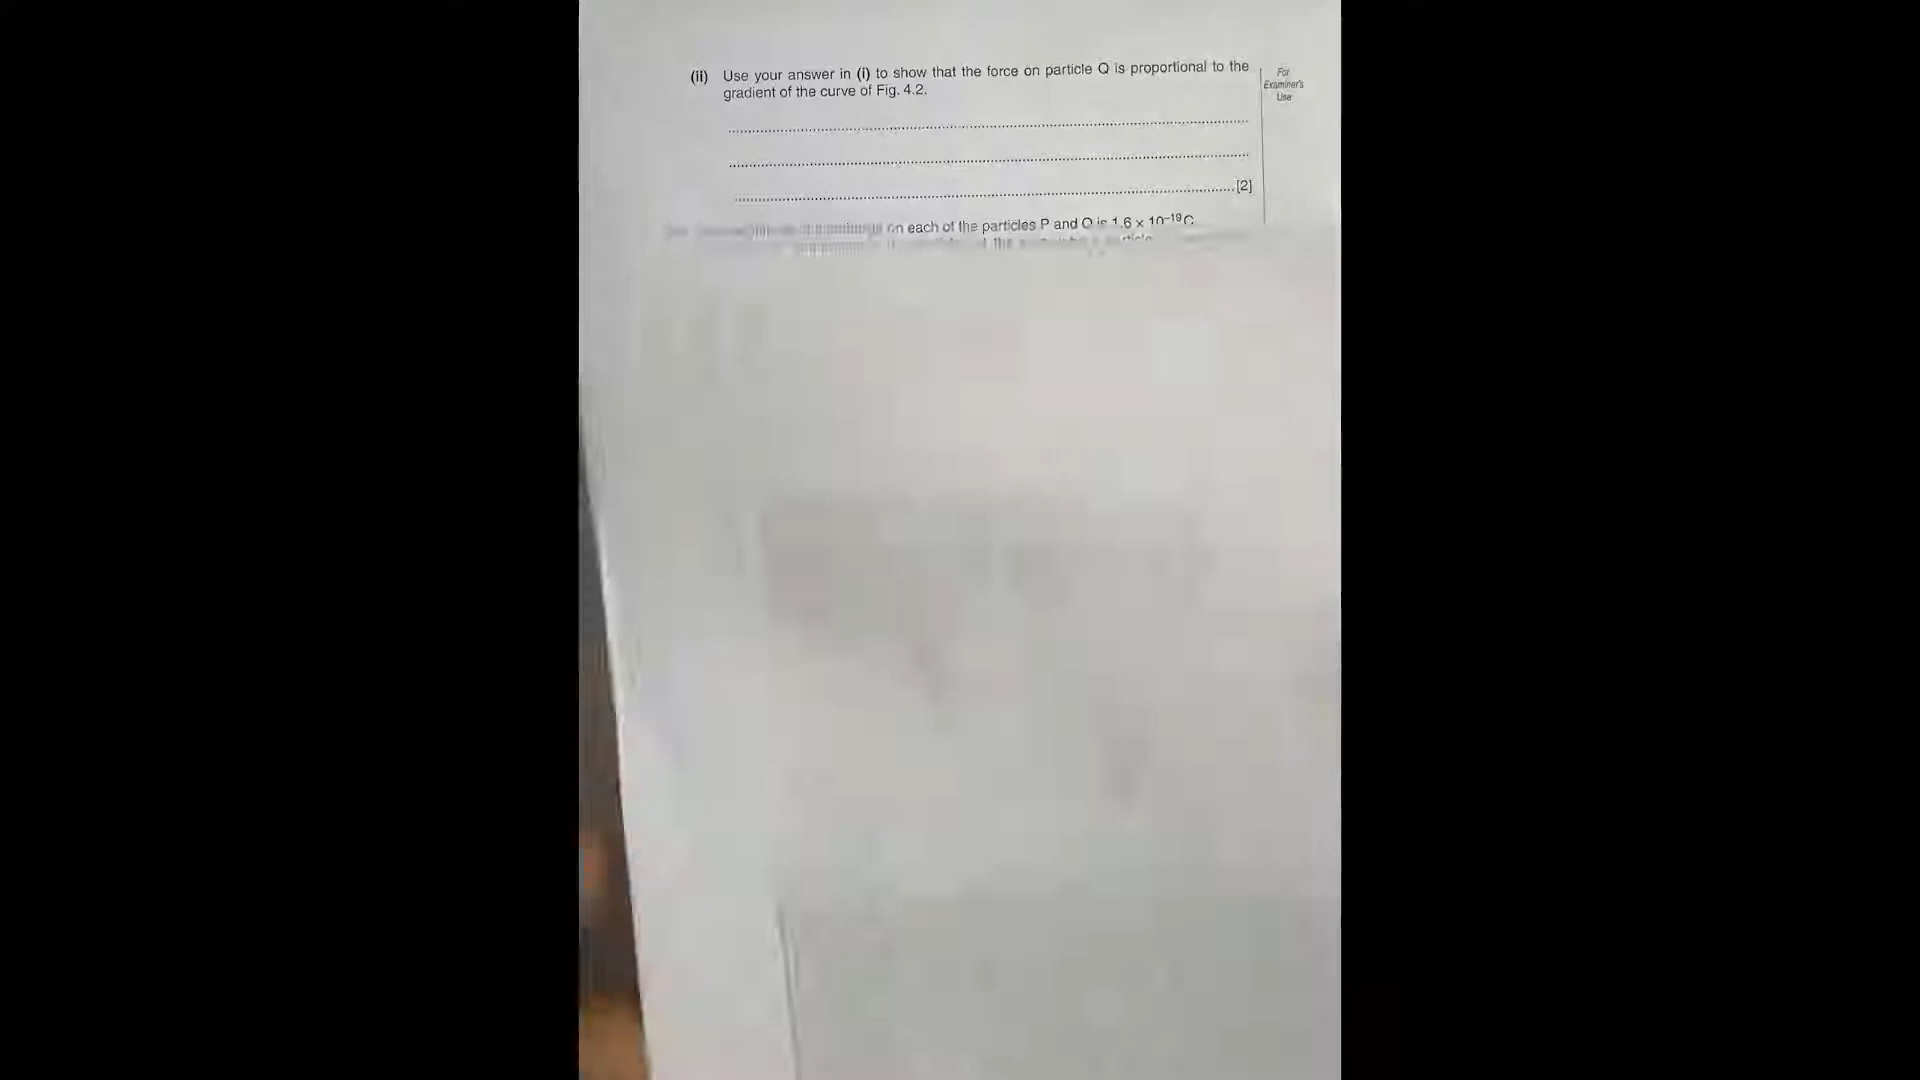 (ii) Use your answer in (i) to show that the force on particle Q is proportional to the
gradient of the curve of Fig. 4.2.
For
Examiner's
Use
[2]
on each of the particles P and Q is 1.6 × 10⁻¹⁹ C.